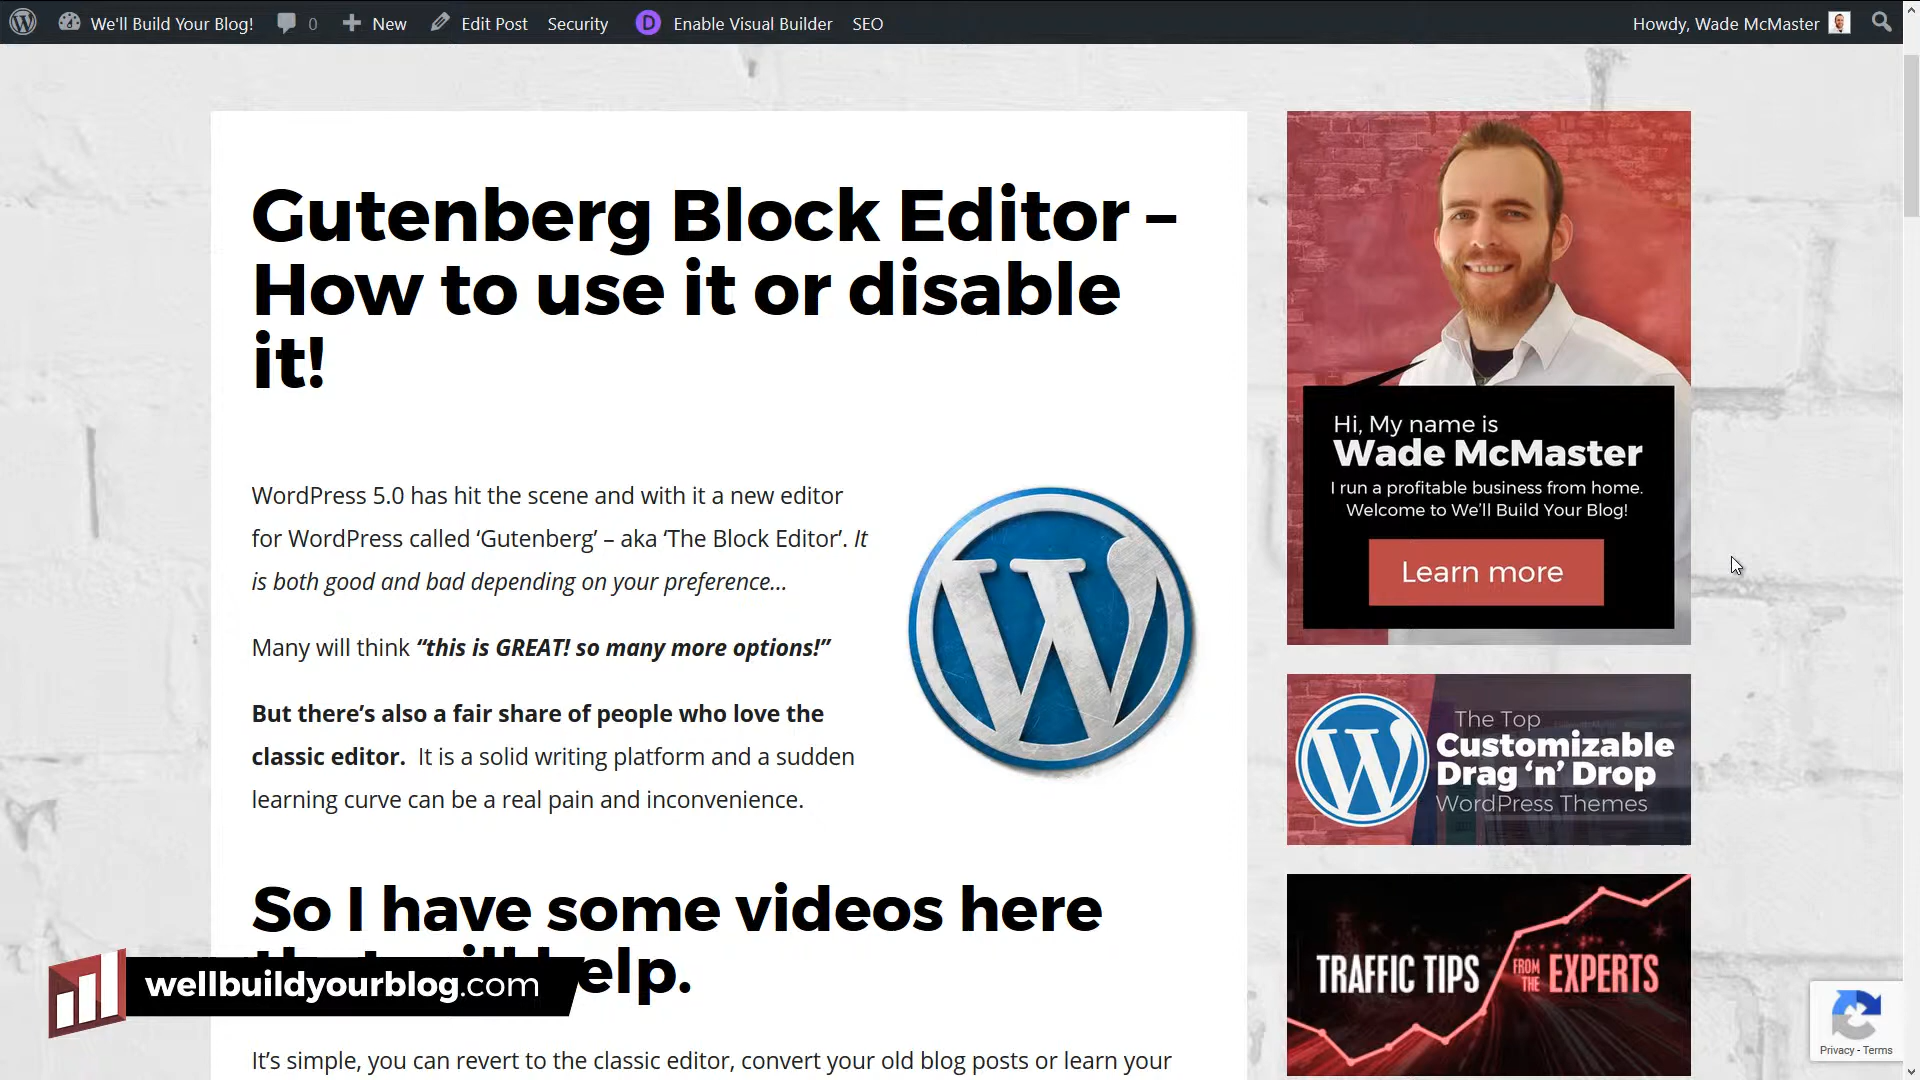 We'll Build Your Blog! 0 New Edit Post Security Enable Visual Builder SEO Howdy, Wade McMaster
Gutenberg Block Editor –
How to use it or disable
it!
WordPress 5.0 has hit the scene and with it a new editor
for WordPress called ‘Gutenberg’ – aka ‘The Block Editor’. It
is both good and bad depending on your preference…
Many will think “this is GREAT! so many more options!”
But there’s also a fair share of people who love the
classic editor. It is a solid writing platform and a sudden
learning curve can be a real pain and inconvenience.
So I have some videos here
that will help.
It’s simple, you can revert to the classic editor, convert your old blog posts or learn your
wellbuildyourblog.com
Hi, My name is
Wade McMaster
I run a profitable business from home.
Welcome to We'll Build Your Blog!
Learn more
The Top
Customizable
Drag ‘n’ Drop
WordPress Themes
TRAFFIC TIPS FROM THE EXPERTS
Privacy - Terms